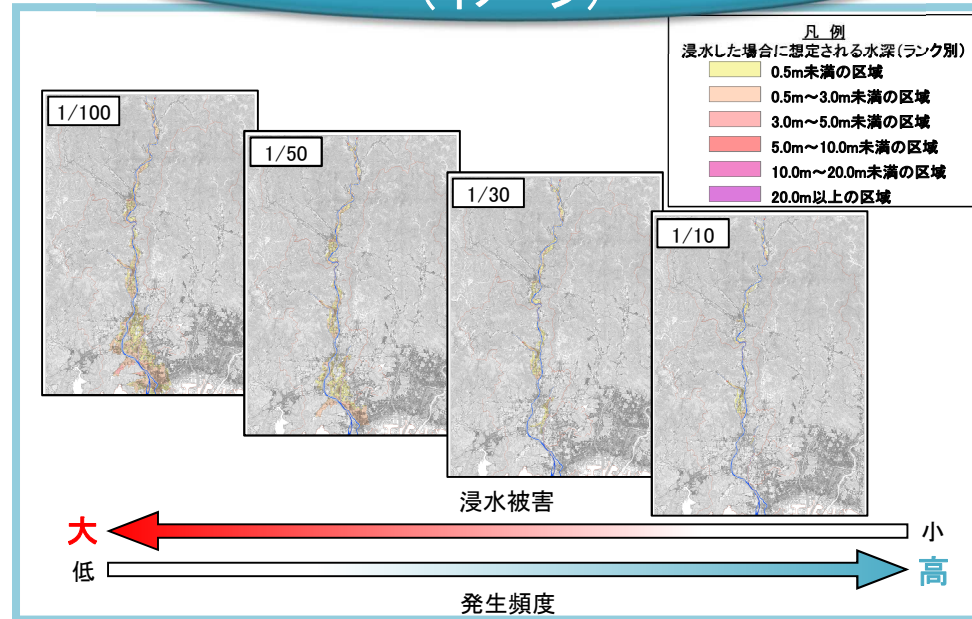 （イメージ）
凡 例
浸水した場合に想定される水深(ランク別)
0.5m未満の区域
0.5m～3.0m未満の区域
3.0m～5.0m未満の区域
5.0m～10.0m未満の区域
10.0m～20.0m未満の区域
20.0m以上の区域
1/100
1/50
1/30
1/10
浸水被害
大
小
低
高
発生頻度